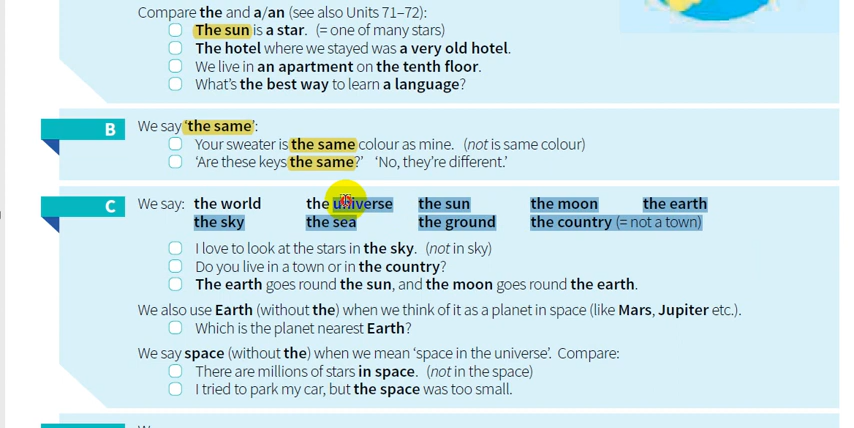 Compare the and a/an (see also Units 71–72):
The sun is a star. (= one of many stars)
The hotel where we stayed was a very old hotel.
We live in an apartment on the tenth floor.
What's the best way to learn a language?
B
We say 'the same':
Your sweater is the same colour as mine. (not is same colour)
'Are these keys the same?' 'No, they're different.'
C
We say: the world the universe the sun the moon the earth
the sky the sea the ground the country (= not a town)
I love to look at the stars in the sky. (not in sky)
Do you live in a town or in the country?
The earth goes round the sun, and the moon goes round the earth.
We also use Earth (without the) when we think of it as a planet in space (like Mars, Jupiter etc.).
Which is the planet nearest Earth?
We say space (without the) when we mean 'space in the universe'. Compare:
There are millions of stars in space. (not in the space)
I tried to park my car, but the space was too small.